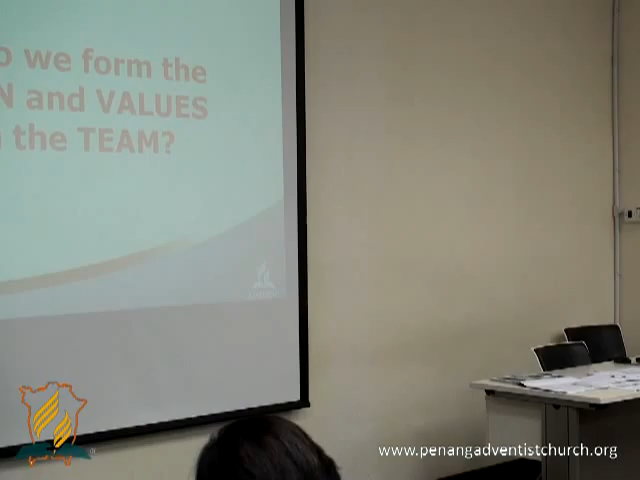 we form the
and VALUES
the TEAM?
www.penangadventistchurch.org